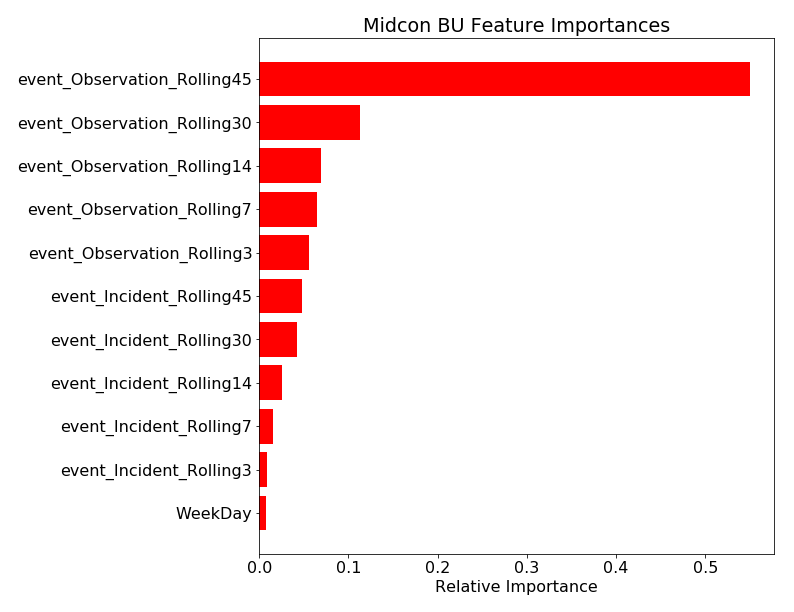 Midcon BU Feature Importances
event_Observation_Rolling45
event_Observation_Rolling30
event_Observation_Rolling14
event_Observation_Rolling7
event_Observation_Rolling3
event_Incident_Rolling45
event_Incident_Rolling30
event_Incident_Rolling14
event_Incident_Rolling7
event_Incident_Rolling3
WeekDay
0.0 0.1 0.2 0.3 0.4 0.5
Relative Importance